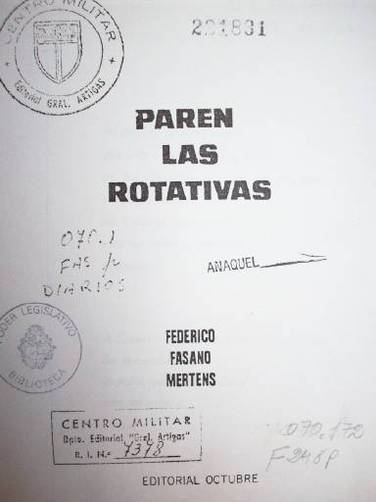 CENTRO MILITAR
Editorial GRAL. ARTIGAS
231831
PAREN
LAS
ROTATIVAS
070.1
FAS p
DIARIOS
ANAQUEL
PODER LEGISLATIVO
BIBLIOTECA
FEDERICO
FASANO
MERTENS
CENTRO MILITAR
Dpto. Editorial "Gral. Artigas"
R. I. N.º 7378
070.172
F248p
EDITORIAL OCTUBRE